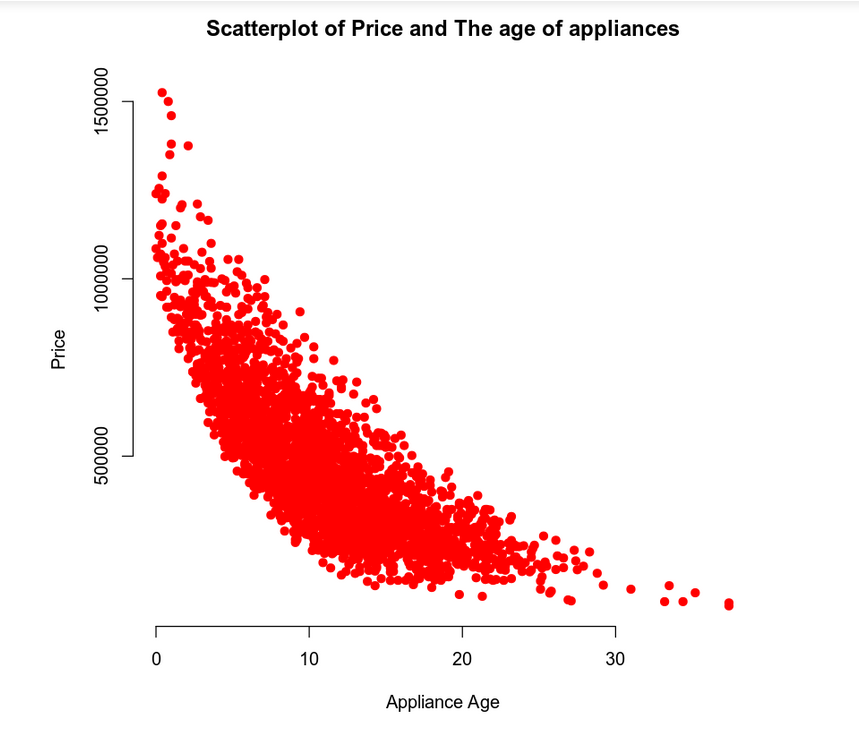 Scatterplot of Price and The age of appliances
1500000
1000000
500000
Price
0 10 20 30
Appliance Age